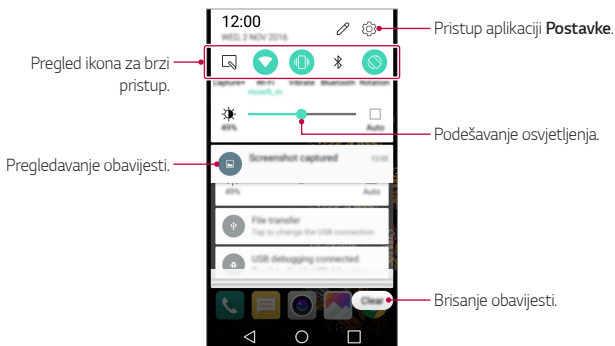 12:00
WED, 2 NOV 2016
Pristup aplikaciji Postavke.
Pregled ikona za brzi
pristup.
Capture+ Wi-Fi Vibrate Bluetooth Rotation
49% Auto
Podešavanje osvjetljenja.
Pregledavanje obavijesti.
Screenshot captured 12:00
49% Auto
File transfer
Tap to change the USB connection
USB debugging connected
Clear
Brisanje obavijesti.